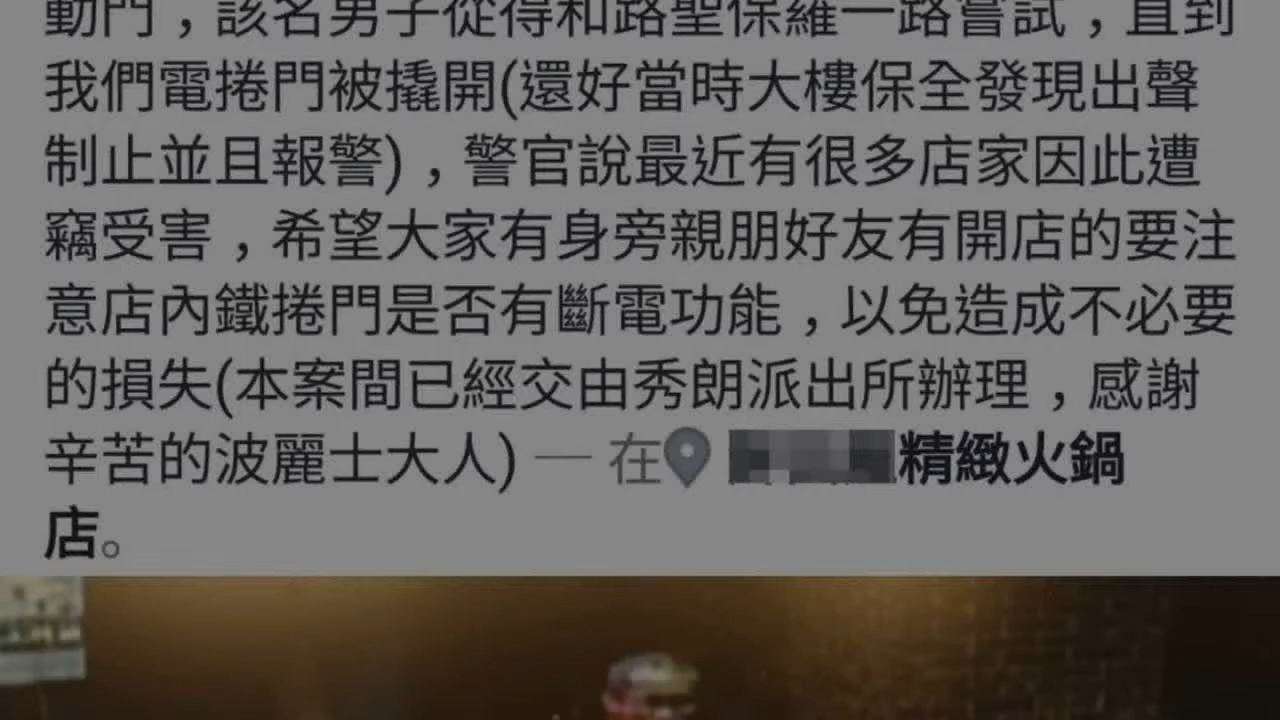 動門，該名男子從得和路聖保羅一路嘗試，直到
我們電捲門被撬開(還好當時大樓保全發現出聲
制止並且報警)，警官說最近有很多店家因此遭
竊受害，希望大家有身旁親朋好友有開店的要注
意店內鐵捲門是否有斷電功能，以免造成不必要
的損失(本案間已經交由秀朗派出所辦理，感謝
辛苦的波麗士大人) — 在 精緻火鍋
店。